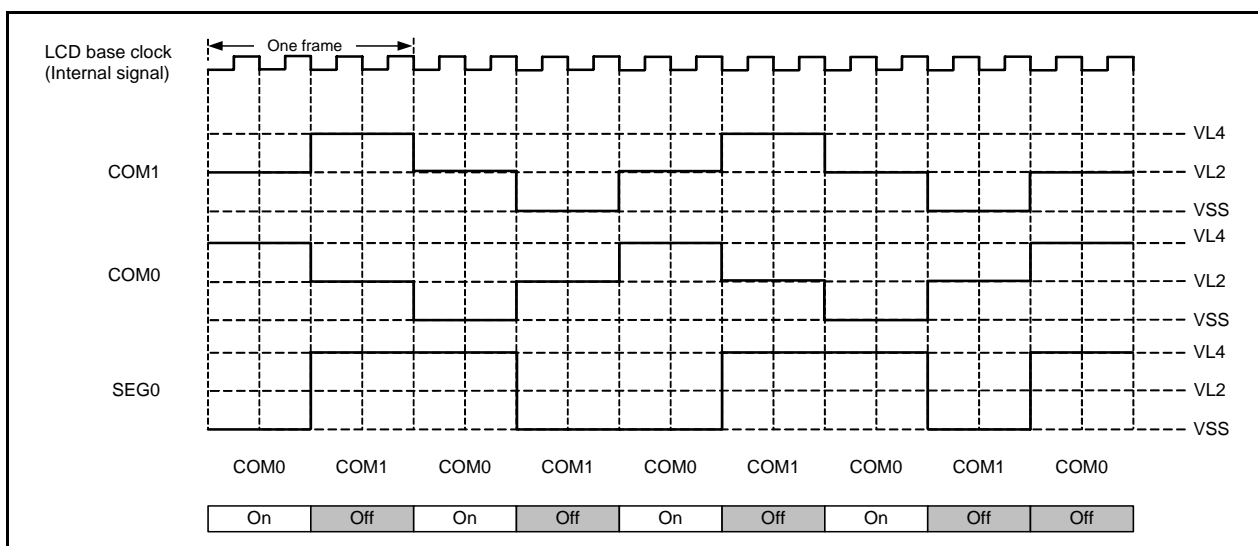 LCD base clock
(Internal signal)
One frame
COM1
VL4
VL2
VSS
COM0
VL4
VL2
VSS
SEG0
VL4
VL2
VSS
COM0 COM1 COM0 COM1 COM0 COM1 COM0 COM1 COM0
On Off On Off On Off On Off Off